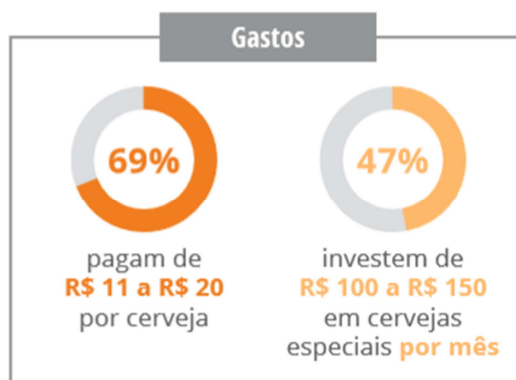 Gastos
69%
pagam de
R$ 11 a R$ 20
por cerveja
47%
investem de
R$ 100 a R$ 150
em cervejas
especiais por mês